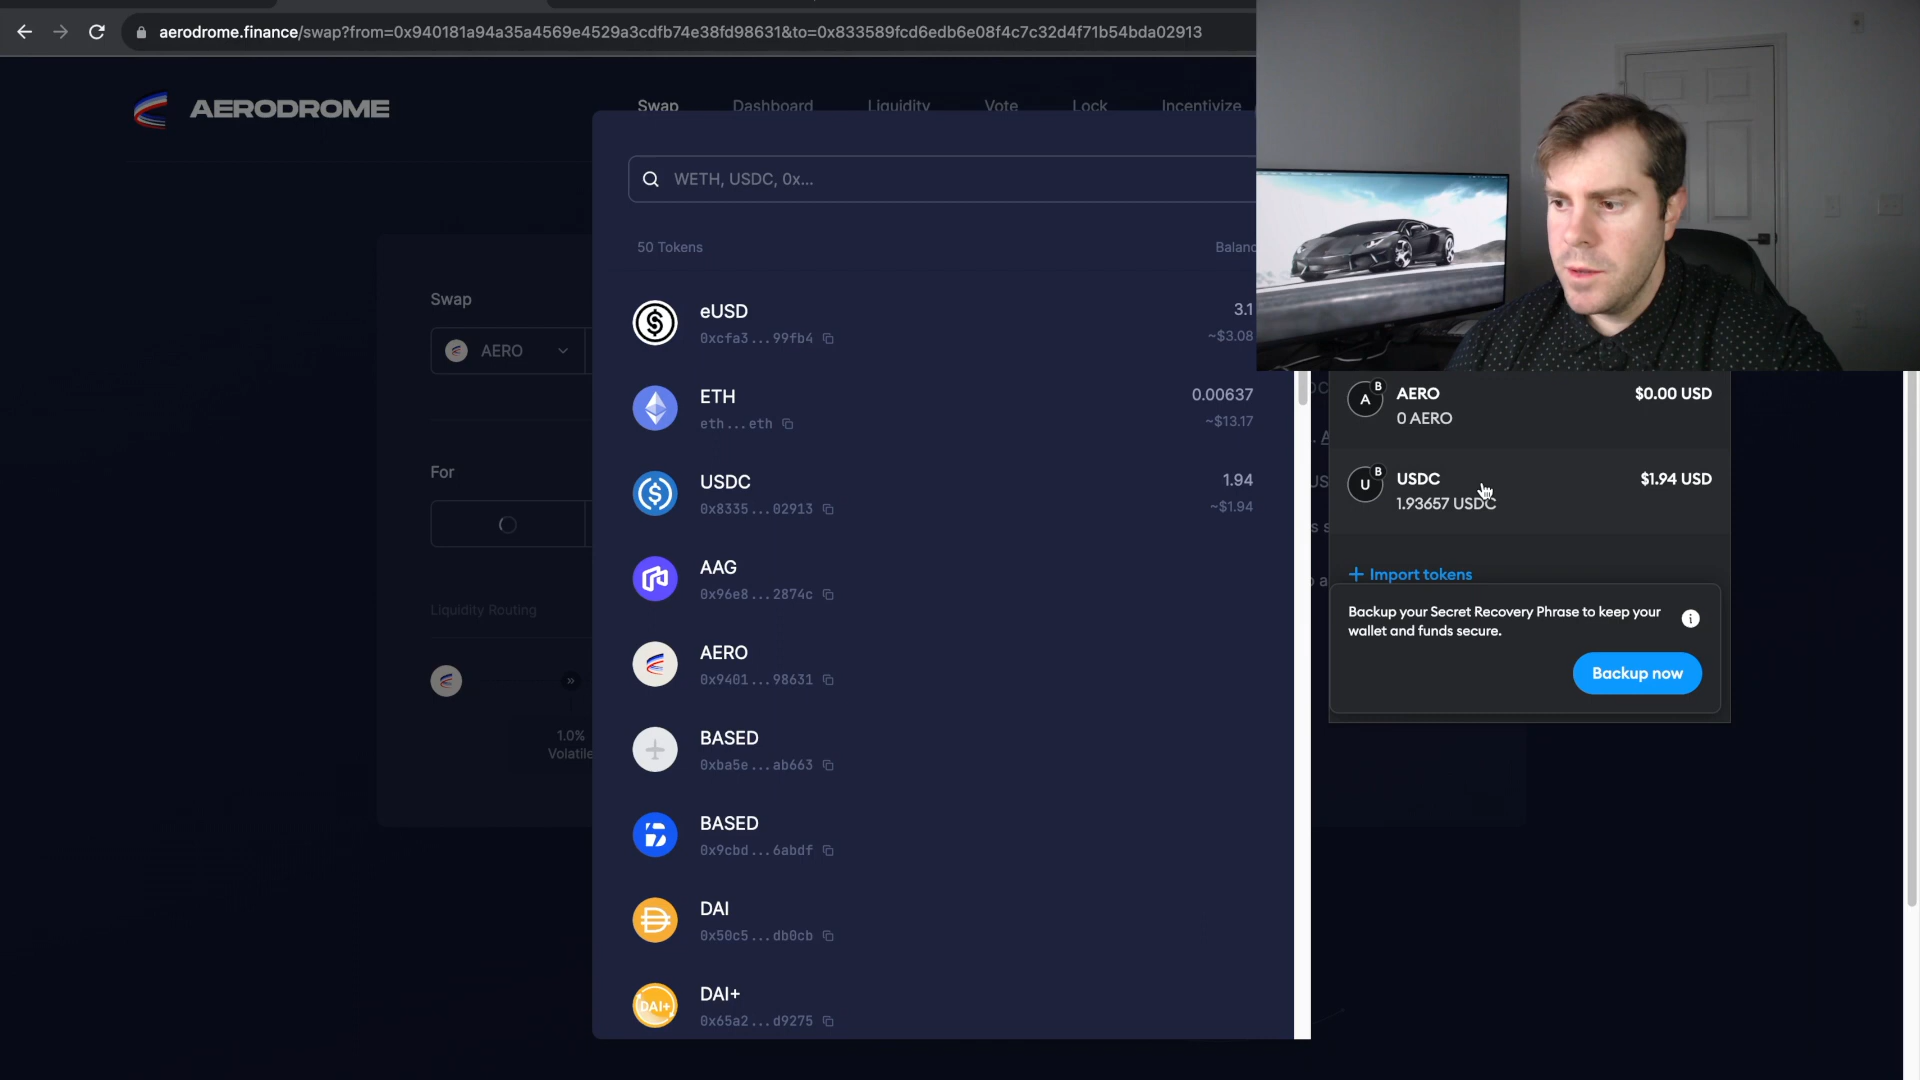 aerodrome.finance/swap?from=0x940181a94a35a4569e4529a3cdfb74e38fd98631&to=0x833589fcd6edb6e08f4c7c32d4f71b54bda02913
AERODROME
Swap
Dashboard
Liquidity
Vote
Lock
Incentivize
WETH, USDC, 0x...
50 Tokens
Swap
AERO
For
Liquidity Routing
1.0%
Volatile
eUSD
3.1
0xcfa3...99fb4
~$3.08
ETH
0.00637
eth...eth
~$13.17
USDC
1.94
0x8335...02913
~$1.94
AAG
0x96e8...2874c
AERO
0x9401...98631
BASED
0xba5e...ab663
BASED
0x9cbd...6abdf
DAI
0x50c5...db0cb
DAI+
0x65a2...d9275
DAI+
A
B
AERO
$0.00 USD
0 AERO
U
B
USDC
$1.94 USD
1.93657 USDC
+ Import tokens
Backup your Secret Recovery Phrase to keep your
wallet and funds secure.
i
Backup now